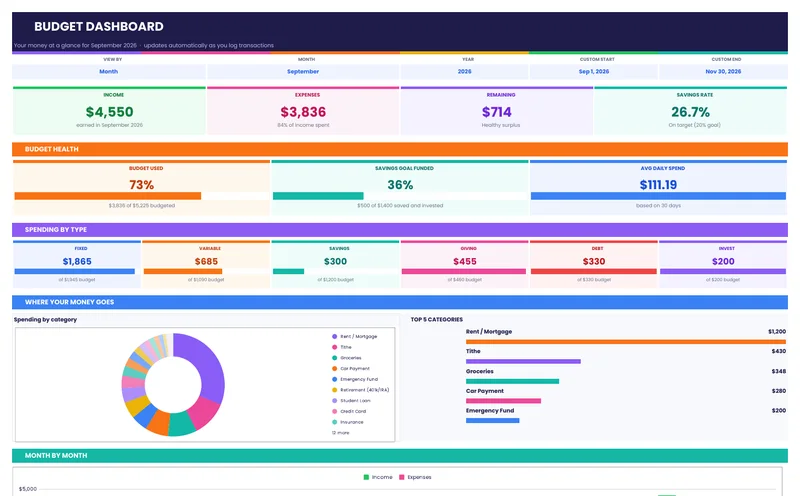 BUDGET DASHBOARD
Your money at a glance for September 2026 · updates automatically as you log transactions
VIEW BY MONTH YEAR CUSTOM START CUSTOM END
Month September 2026 Sep 1, 2026 Nov 30, 2026
INCOME EXPENSES REMAINING SAVINGS RATE
$4,550 $3,836 $714 26.7%
earned in September 2026 84% of income spent Healthy surplus On target (20% goal)
BUDGET HEALTH
BUDGET USED SAVINGS GOAL FUNDED AVG DAILY SPEND
73% 36% $111.19
$3,836 of $5,225 budgeted $500 of $1,400 saved and invested based on 30 days
SPENDING BY TYPE
FIXED VARIABLE SAVINGS GIVING DEBT INVEST
$1,865 $685 $300 $455 $330 $200
of $1,945 budget of $1,090 budget of $1,200 budget of $460 budget of $330 budget of $200 budget
WHERE YOUR MONEY GOES
Spending by category
Rent / Mortgage
Tithe
Groceries
Car Payment
Emergency Fund
Retirement (401k/IRA)
Student Loan
Credit Card
Insurance
more
TOP 5 CATEGORIES
Rent / Mortgage $1,200
Tithe $430
Groceries $348
Car Payment $280
Emergency Fund $200
MONTH BY MONTH
Income Expenses
$5,000